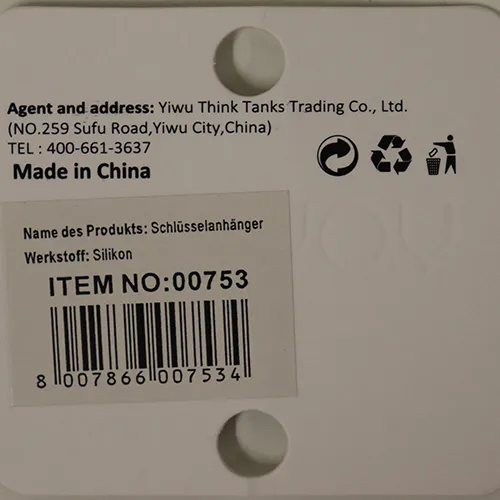 Agent and address: Yiwu Think Tanks Trading Co., Ltd.
(NO.259 Sufu Road,Yiwu City,China)
TEL : 400-661-3637
Made in China
Name des Produkts: Schlüsselanhänger
Werkstoff: Silikon
ITEM NO:00753
8 007866 007534